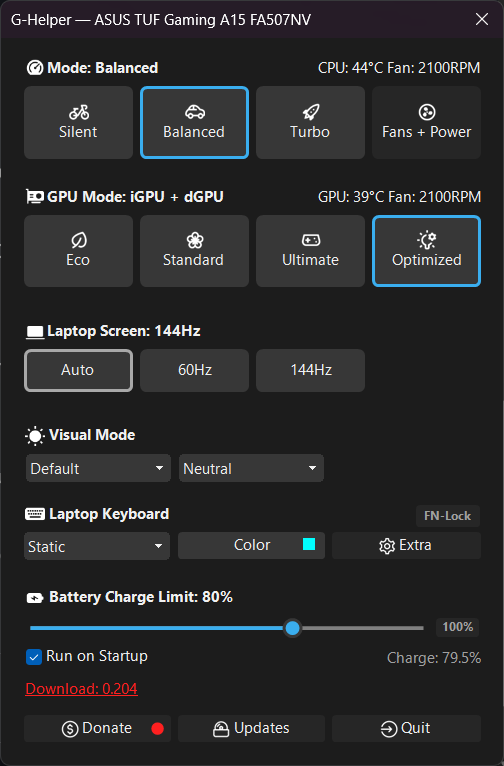 G-Helper — ASUS TUF Gaming A15 FA507NV
Mode: Balanced CPU: 44°C Fan: 2100RPM
Silent Balanced Turbo Fans + Power
GPU Mode: iGPU + dGPU GPU: 39°C Fan: 2100RPM
Eco Standard Ultimate Optimized
Laptop Screen: 144Hz
Auto 60Hz 144Hz
Visual Mode
Default Neutral
Laptop Keyboard FN-Lock
Static Color Extra
Battery Charge Limit: 80%
100%
Run on Startup Charge: 79.5%
Download: 0.204
Donate Updates Quit